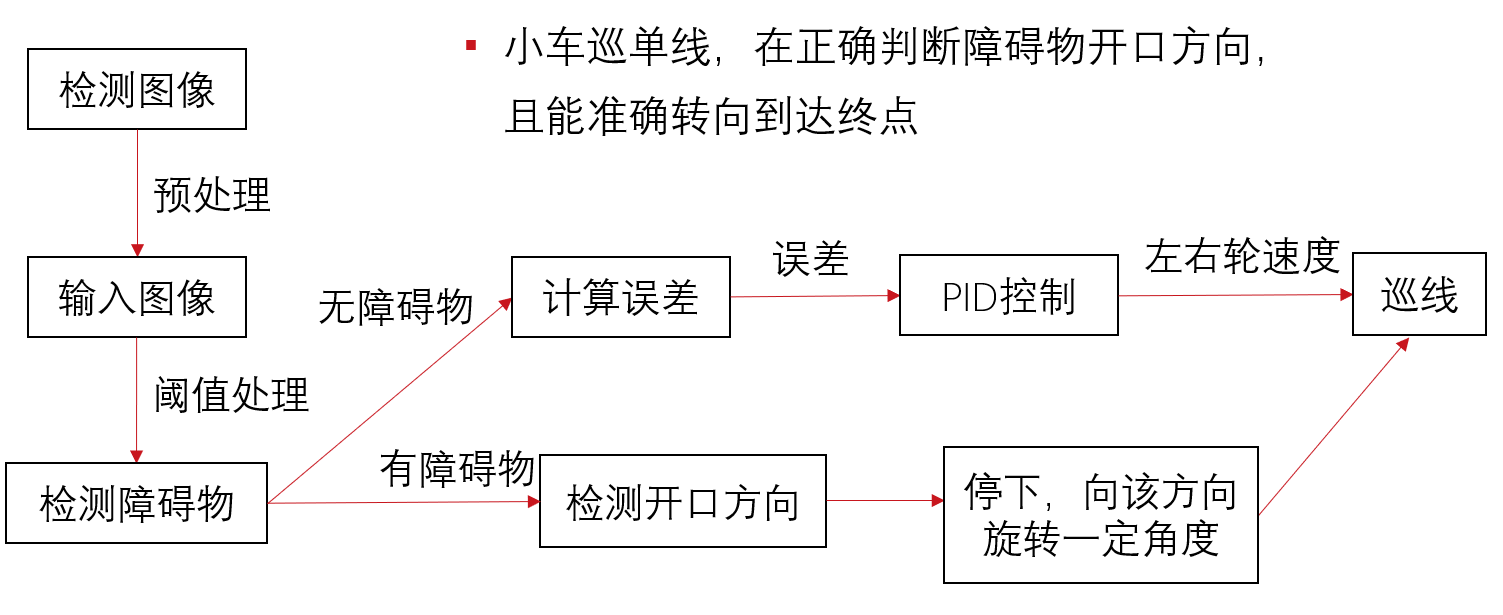 小车巡单线，在正确判断障碍物开口方向，
且能准确转向到达终点
检测图像
预处理
输入图像
阈值处理
检测障碍物
无障碍物
计算误差
误差
PID控制
左右轮速度
巡线
有障碍物
检测开口方向
停下，向该方向
旋转一定角度